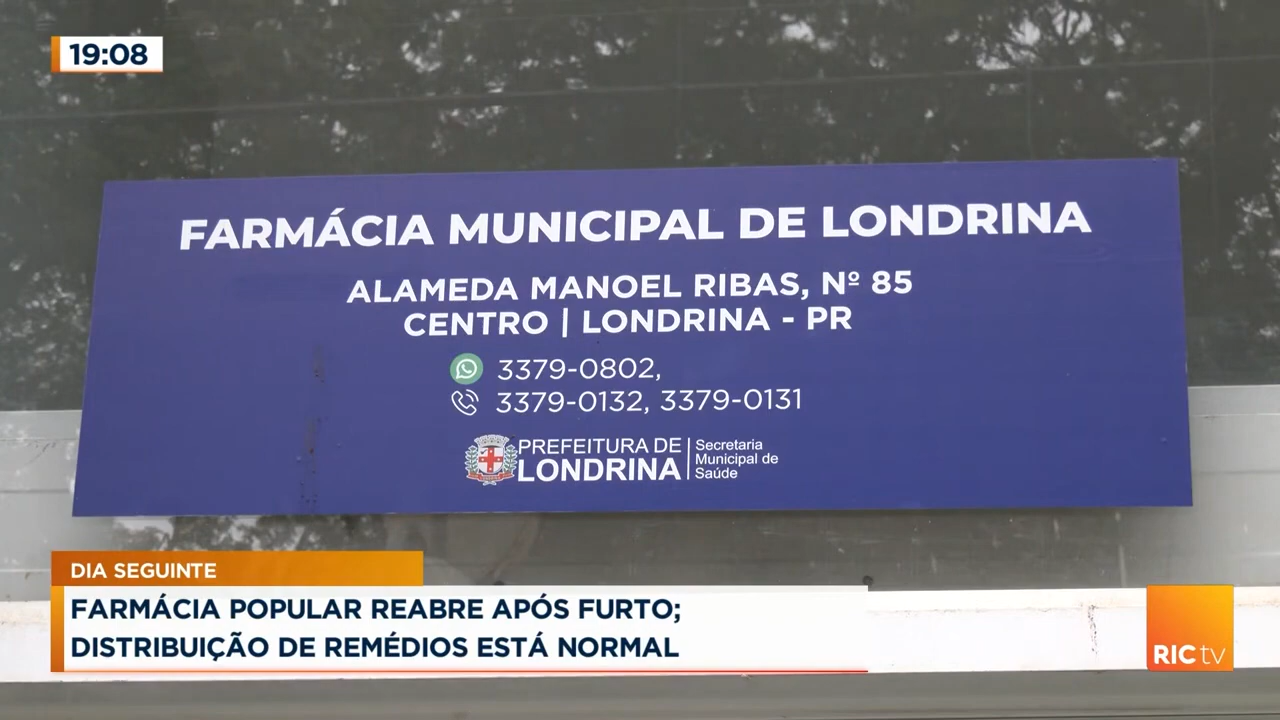 19:08
FARMÁCIA MUNICIPAL DE LONDRINA
ALAMEDA MANOEL RIBAS, Nº 85
CENTRO | LONDRINA - PR
3379-0802,
3379-0132, 3379-0131
PREFEITURA DE
LONDRINA
Secretaria
Municipal de
Saúde
DIA SEGUINTE
FARMÁCIA POPULAR REABRE APÓS FURTO;
DISTRIBUIÇÃO DE REMÉDIOS ESTÁ NORMAL
RICtv